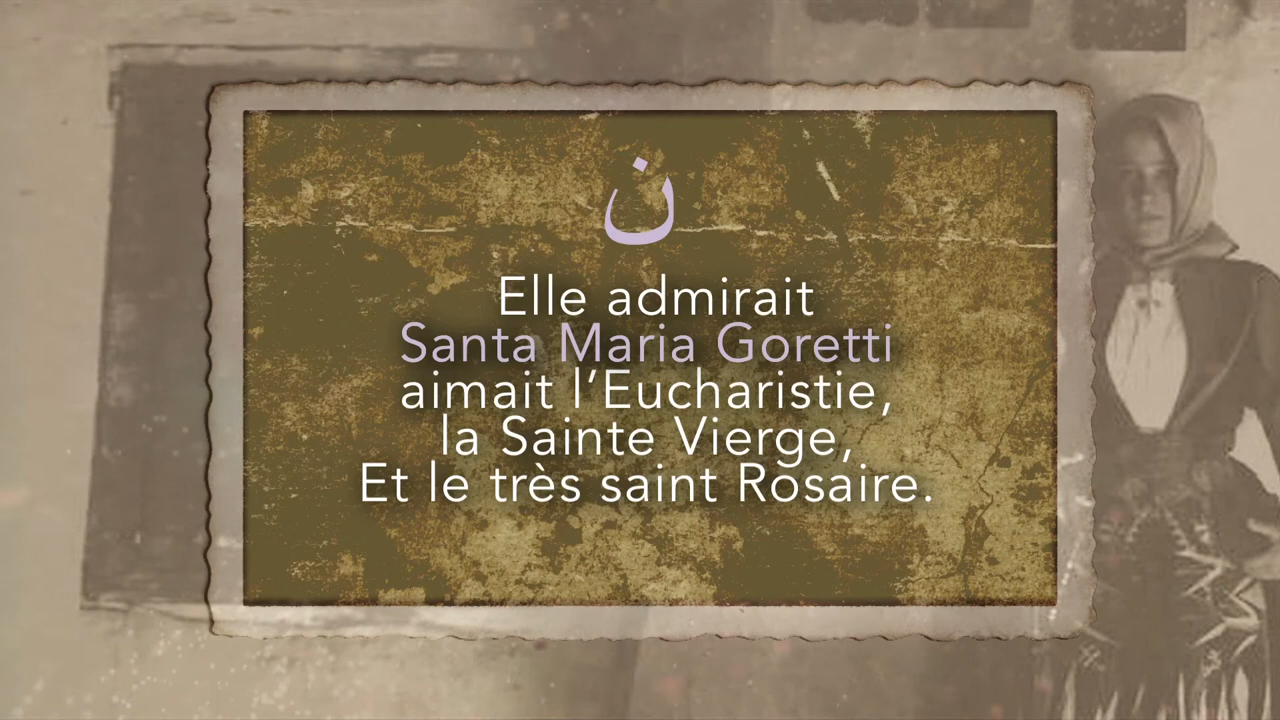 ن
Elle admirait
Santa Maria Goretti
aimait l’Eucharistie,
la Sainte Vierge,
Et le très saint Rosaire.